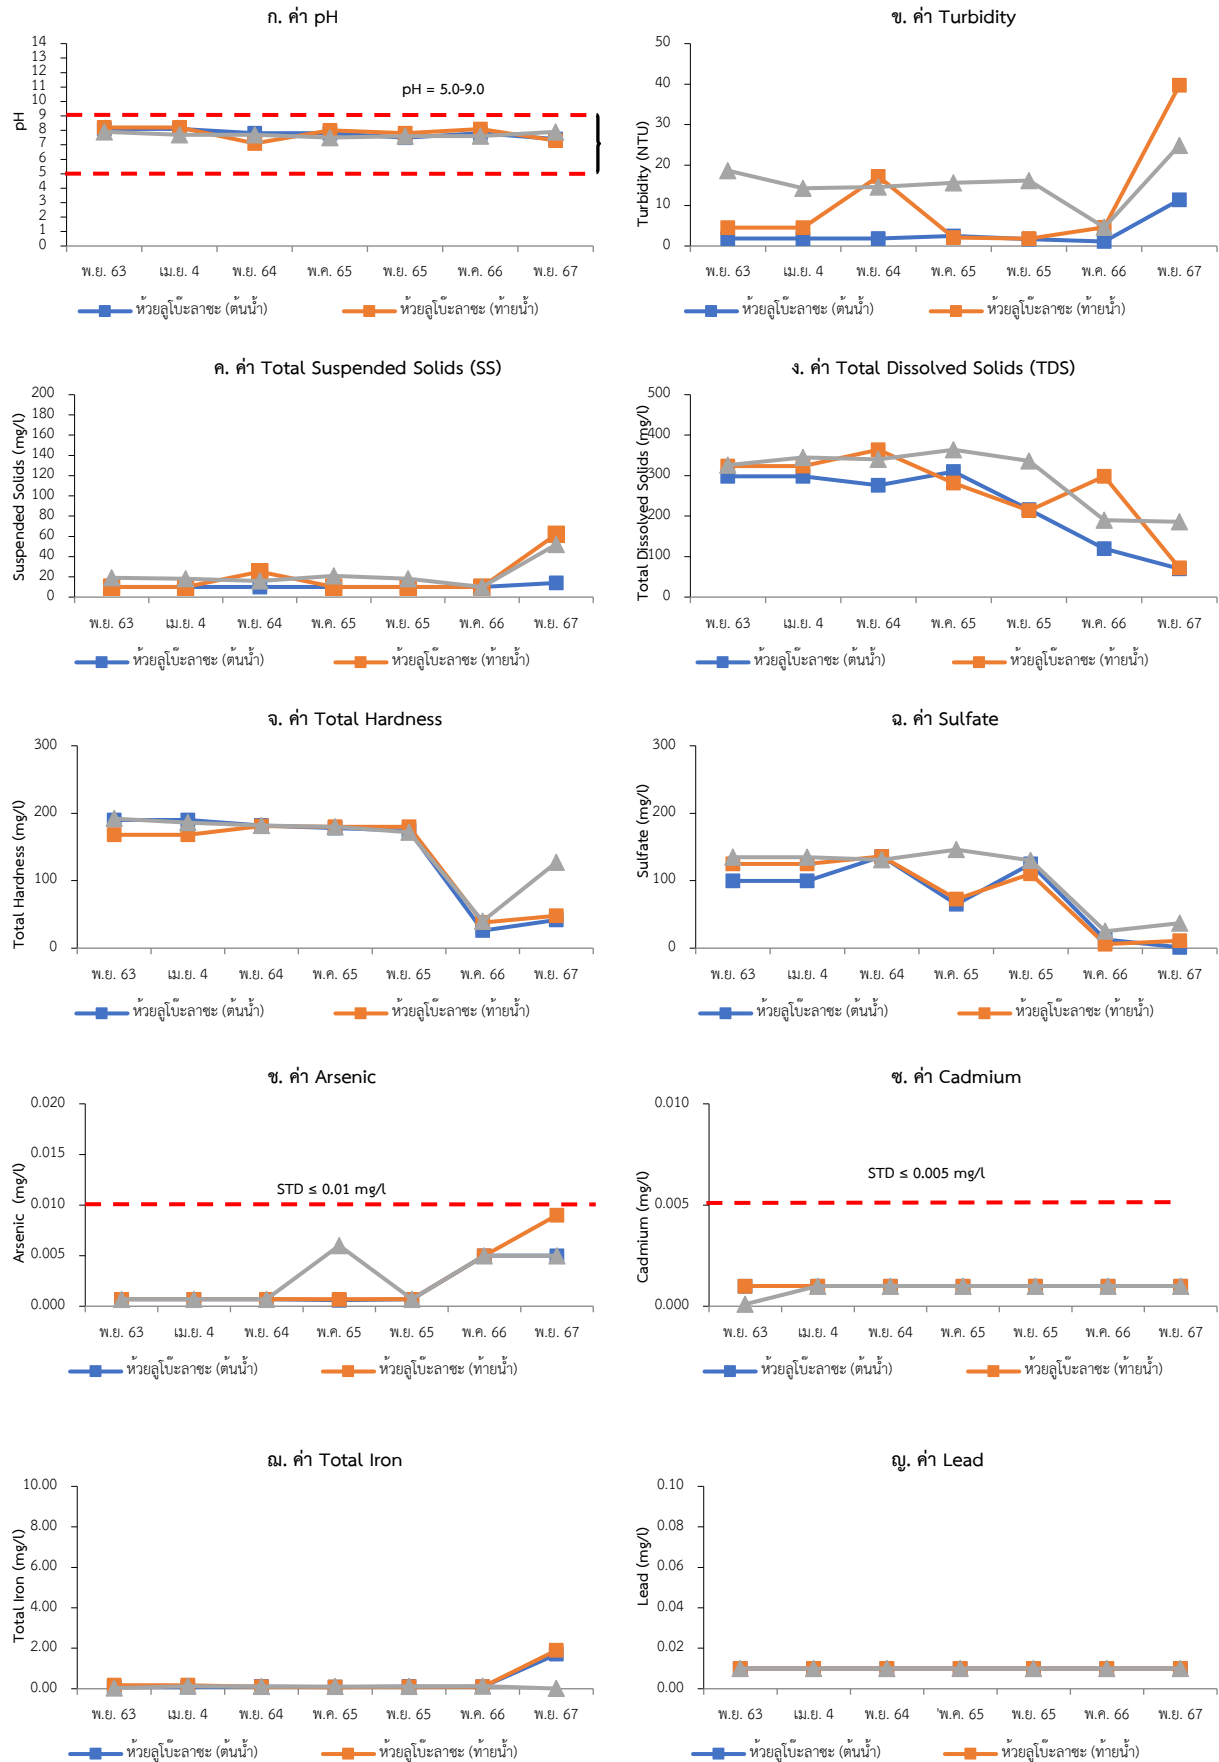 ก. ค่า pH
14
13
12
11
10
9
8
7
6
5
4
3
2
1
0
pH
pH = 5.0-9.0
พ.ย. 63 เม.ย. 4 พ.ย. 64 พ.ค. 65 พ.ย. 65 พ.ค. 66 พ.ย. 67
ห้วยลูโบ๊ะลาซะ (ต้นน้ำ) ห้วยลูโบ๊ะลาซะ (ท้ายน้ำ)
ข. ค่า Turbidity
50
40
30
20
10
0
Turbidity (NTU)
พ.ย. 63 เม.ย. 4 พ.ย. 64 พ.ค. 65 พ.ย. 65 พ.ค. 66 พ.ย. 67
ห้วยลูโบ๊ะลาซะ (ต้นน้ำ) ห้วยลูโบ๊ะลาซะ (ท้ายน้ำ)
ค. ค่า Total Suspended Solids (SS)
200
180
160
140
120
100
80
60
40
20
0
Suspended Solids (mg/l)
พ.ย. 63 เม.ย. 4 พ.ย. 64 พ.ค. 65 พ.ย. 65 พ.ค. 66 พ.ย. 67
ห้วยลูโบ๊ะลาซะ (ต้นน้ำ) ห้วยลูโบ๊ะลาซะ (ท้ายน้ำ)
ง. ค่า Total Dissolved Solids (TDS)
500
400
300
200
100
0
Total Dissolved Solids (mg/l)
พ.ย. 63 เม.ย. 4 พ.ย. 64 พ.ค. 65 พ.ย. 65 พ.ค. 66 พ.ย. 67
ห้วยลูโบ๊ะลาซะ (ต้นน้ำ) ห้วยลูโบ๊ะลาซะ (ท้ายน้ำ)
จ. ค่า Total Hardness
300
200
100
0
Total Hardness (mg/l)
พ.ย. 63 เม.ย. 4 พ.ย. 64 พ.ค. 65 พ.ย. 65 พ.ค. 66 พ.ย. 67
ห้วยลูโบ๊ะลาซะ (ต้นน้ำ) ห้วยลูโบ๊ะลาซะ (ท้ายน้ำ)
ฉ. ค่า Sulfate
300
200
100
0
Sulfate (mg/l)
พ.ย. 63 เม.ย. 4 พ.ย. 64 พ.ค. 65 พ.ย. 65 พ.ค. 66 พ.ย. 67
ห้วยลูโบ๊ะลาซะ (ต้นน้ำ) ห้วยลูโบ๊ะลาซะ (ท้ายน้ำ)
ช. ค่า Arsenic
0.020
0.015
0.010
0.005
0.000
Arsenic (mg/l)
STD ≤ 0.01 mg/l
พ.ย. 63 เม.ย. 4 พ.ย. 64 พ.ค. 65 พ.ย. 65 พ.ค. 66 พ.ย. 67
ห้วยลูโบ๊ะลาซะ (ต้นน้ำ) ห้วยลูโบ๊ะลาซะ (ท้ายน้ำ)
ซ. ค่า Cadmium
0.010
0.005
0.000
Cadmium (mg/l)
STD ≤ 0.005 mg/l
พ.ย. 63 เม.ย. 4 พ.ย. 64 พ.ค. 65 พ.ย. 65 พ.ค. 66 พ.ย. 67
ห้วยลูโบ๊ะลาซะ (ต้นน้ำ) ห้วยลูโบ๊ะลาซะ (ท้ายน้ำ)
ฌ. ค่า Total Iron
10.00
8.00
6.00
4.00
2.00
0.00
Total Iron (mg/l)
พ.ย. 63 เม.ย. 4 พ.ย. 64 พ.ค. 65 พ.ย. 65 พ.ค. 66 พ.ย. 67
ห้วยลูโบ๊ะลาซะ (ต้นน้ำ) ห้วยลูโบ๊ะลาซะ (ท้ายน้ำ)
ญ. ค่า Lead
0.10
0.08
0.06
0.04
0.02
0.00
Lead (mg/l)
พ.ย. 63 เม.ย. 4 พ.ย. 64 'พ.ค. 65 พ.ย. 65 พ.ค. 66 พ.ย. 67
ห้วยลูโบ๊ะลาซะ (ต้นน้ำ) ห้วยลูโบ๊ะลาซะ (ท้ายน้ำ)